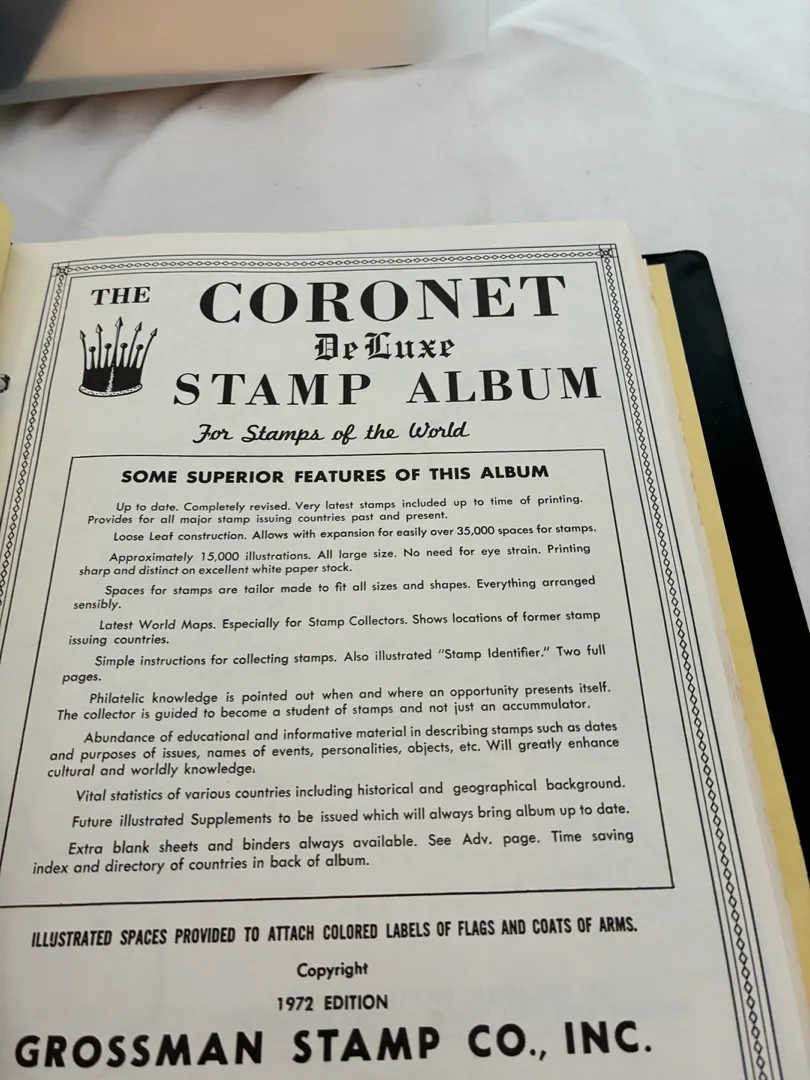 THE CORONET
DeLuxe
STAMP ALBUM
For Stamps of the World
SOME SUPERIOR FEATURES OF THIS ALBUM
Up to date. Completely revised. Very latest stamps included up to time of printing.
Provides for all major stamp issuing countries past and present.
Loose Leaf construction. Allows with expansion for easily over 35,000 spaces for stamps.
Approximately 15,000 illustrations. All large size. No need for eye strain. Printing
sharp and distinct on excellent white paper stock.
Spaces for stamps are tailor made to fit all sizes and shapes. Everything arranged
sensibly.
Latest World Maps. Especially for Stamp Collectors. Shows locations of former stamp
issuing countries.
Simple instructions for collecting stamps. Also illustrated "Stamp Identifier." Two full
pages.
Philatelic knowledge is pointed out when and where an opportunity presents itself.
The collector is guided to become a student of stamps and not just an accummulator.
Abundance of educational and informative material in describing stamps such as dates
and purposes of issues, names of events, personalities, objects, etc. Will greatly enhance
cultural and worldly knowledge.
Vital statistics of various countries including historical and geographical background.
Future illustrated Supplements to be issued which will always bring album up to date.
Extra blank sheets and binders always available. See Adv. page. Time saving
index and directory of countries in back of album.
ILLUSTRATED SPACES PROVIDED TO ATTACH COLORED LABELS OF FLAGS AND COATS OF ARMS.
Copyright
1972 EDITION
GROSSMAN STAMP CO., INC.